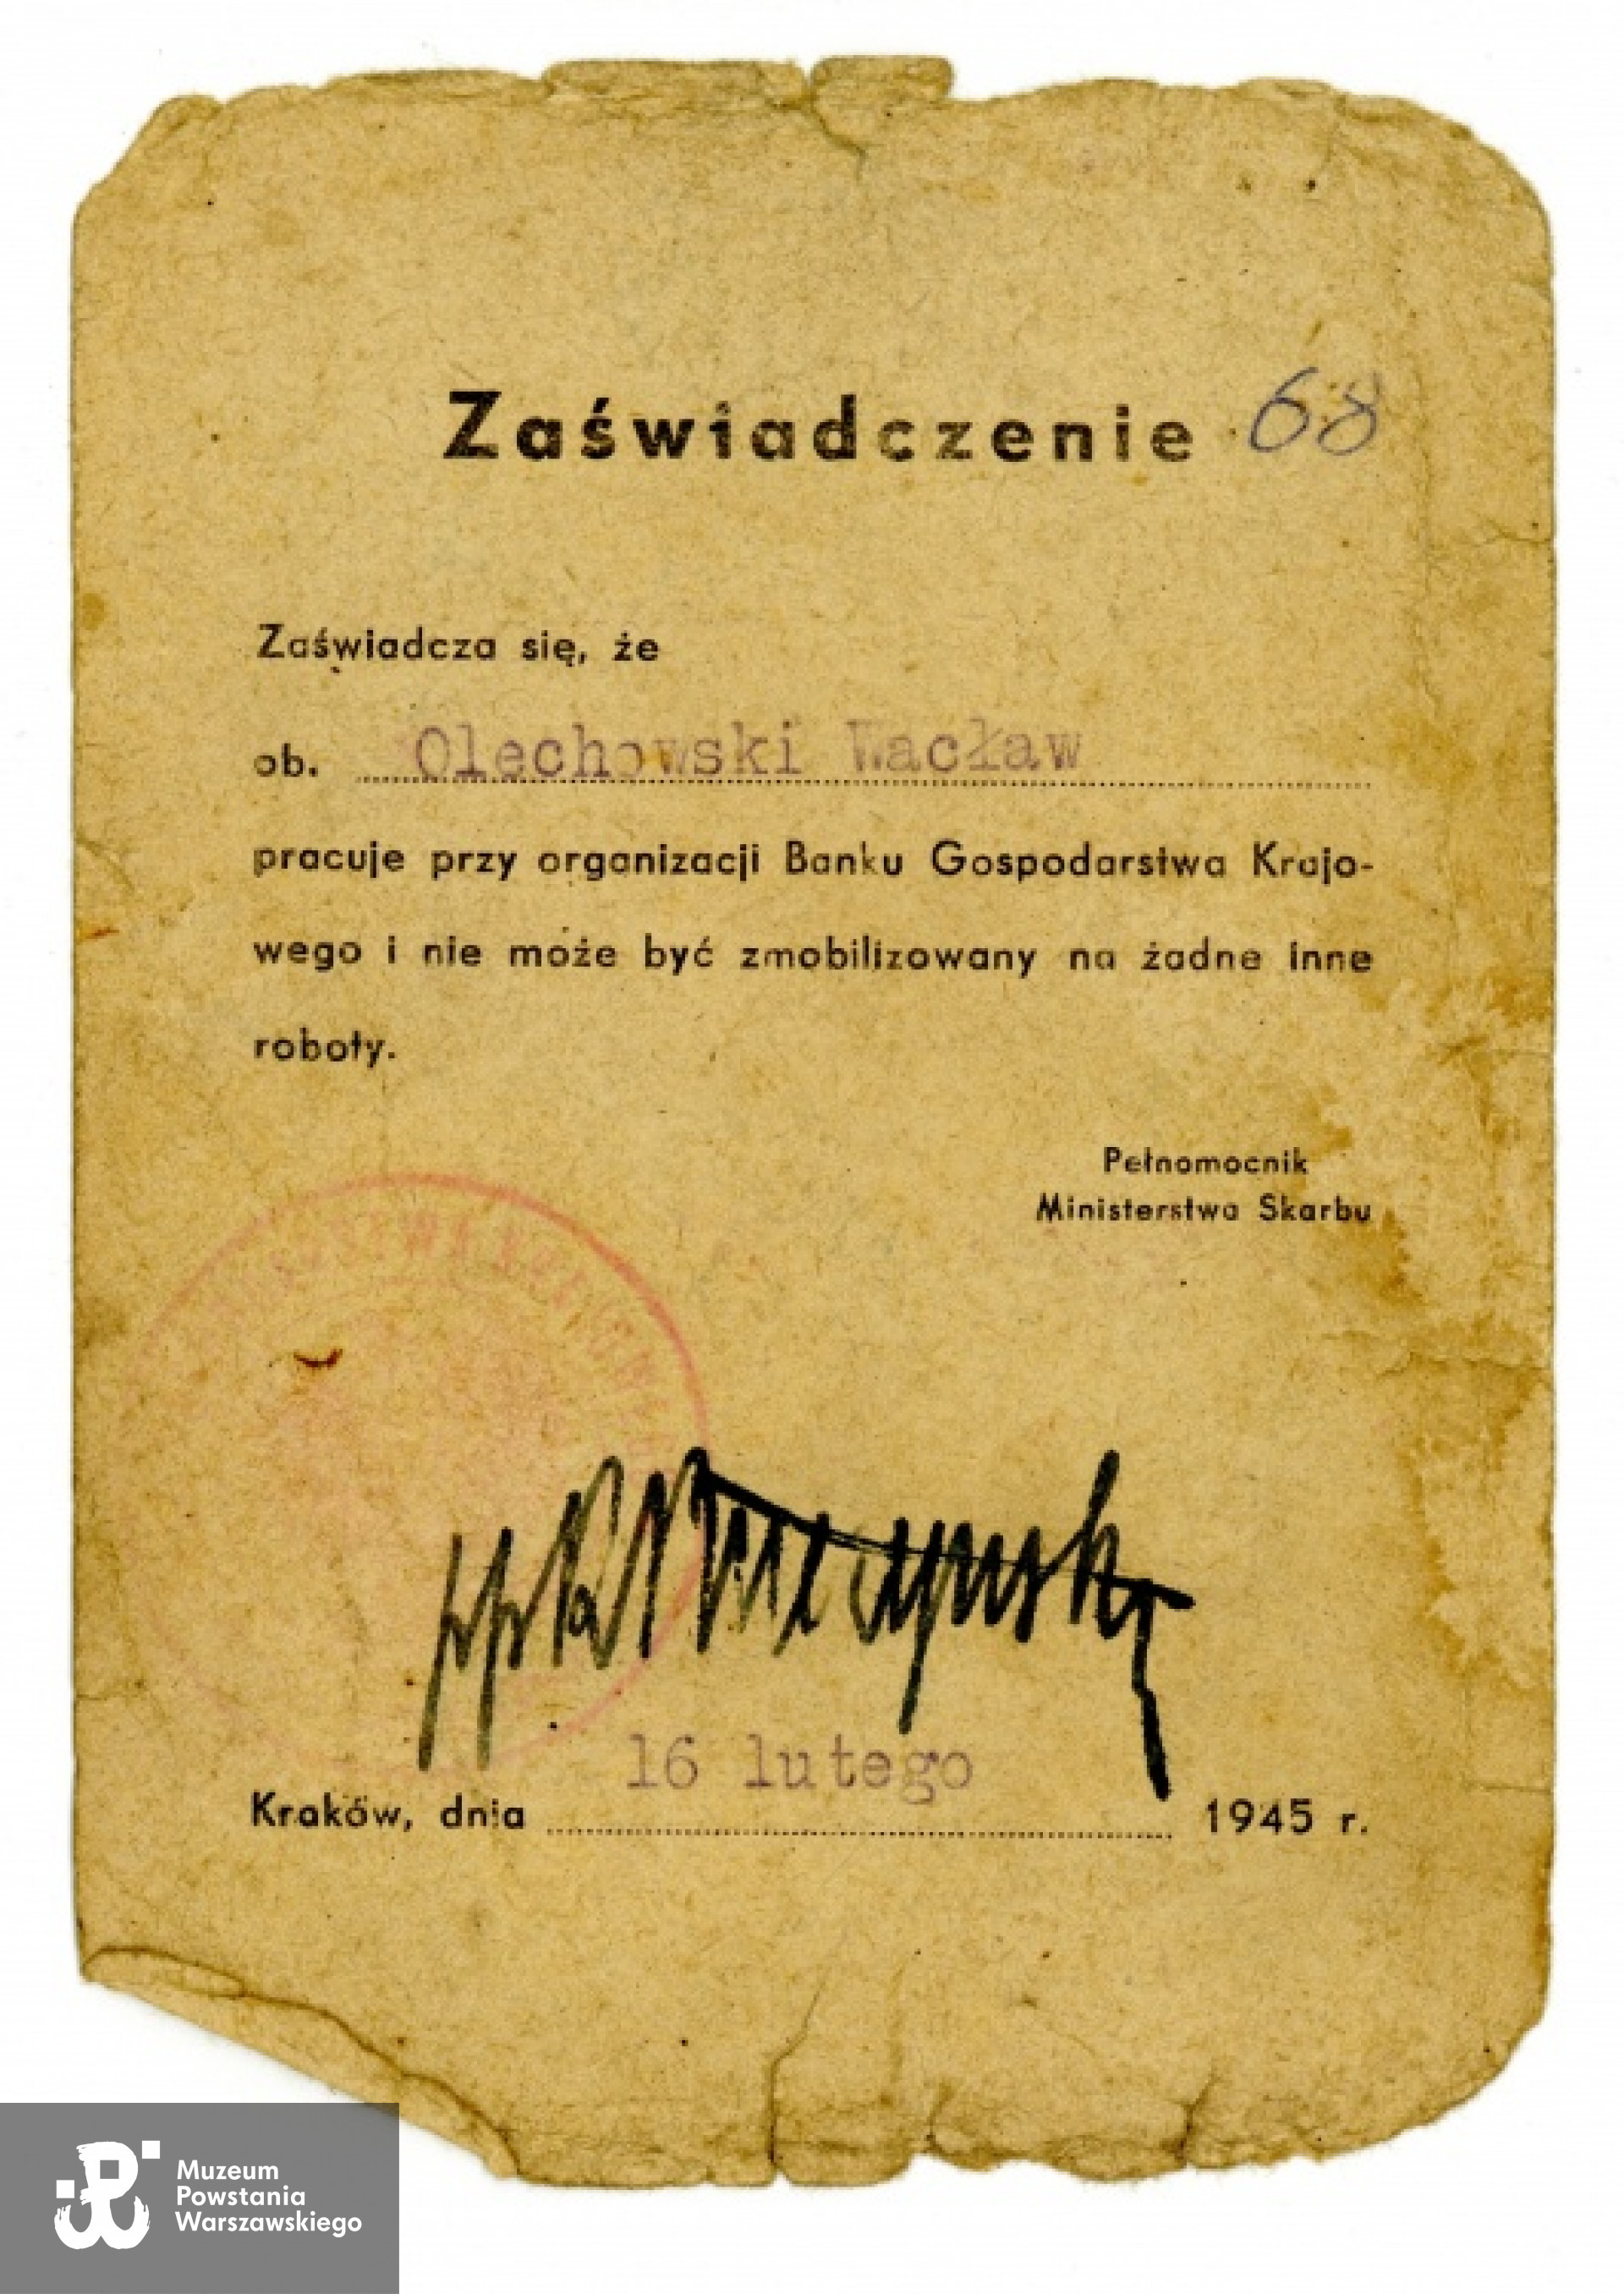 Zaświadczenie 68
Zaświadcza się, że
ob. Olechowski Wacław
pracuje przy organizacji Banku Gospodarstwa Krajo-
wego i nie może być zmobilizowany na żadne inne
roboty.
Pełnomocnik
Ministerstwa Skarbu
16 lutego
Kraków, dnia 1945 r.
Muzeum
Powstania
Warszawskiego